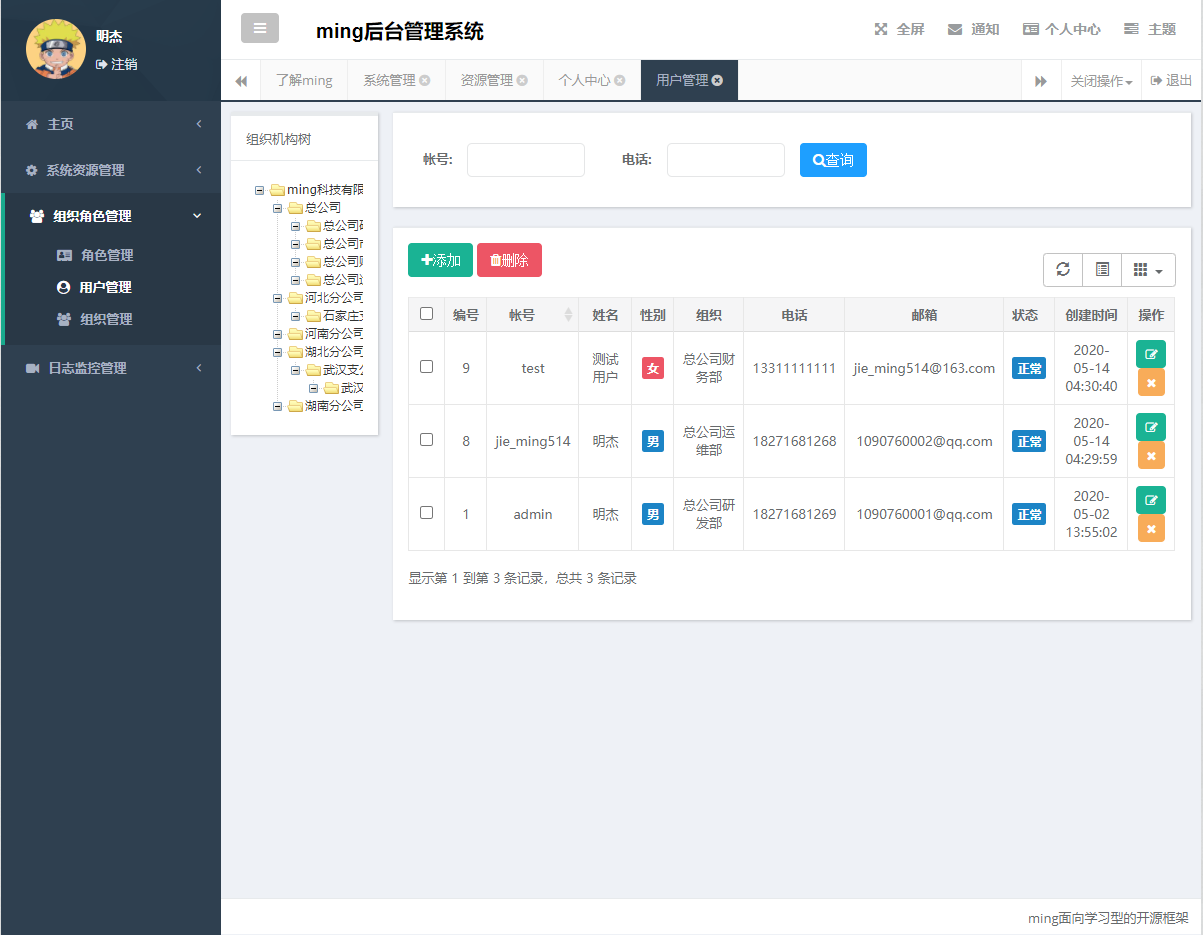 明杰
注销
主页
系统资源管理
组织角色管理
角色管理
用户管理
组织管理
日志监控管理
ming后台管理系统
全屏 通知 个人中心 主题
了解ming 系统管理 资源管理 个人中心 用户管理 关闭操作 退出
组织机构树
ming科技有限
总公司
总公司
总公司
总公司
总公司
河北分公司
石家庄
河南分公司
湖北分公司
武汉支
武汉
湖南分公司
帐号: 电话: 查询
添加 删除
编号 帐号 姓名 性别 组织 电话 邮箱 状态 创建时间 操作
9 test 测试用户 女 总公司财务部 13311111111 jie_ming514@163.com 正常 2020-05-14 04:30:40
8 jie_ming514 明杰 男 总公司运维部 18271681268 1090760002@qq.com 正常 2020-05-14 04:29:59
1 admin 明杰 男 总公司研发部 18271681269 1090760001@qq.com 正常 2020-05-02 13:55:02
显示第 1 到第 3 条记录，总共 3 条记录
ming面向学习型的开源框架